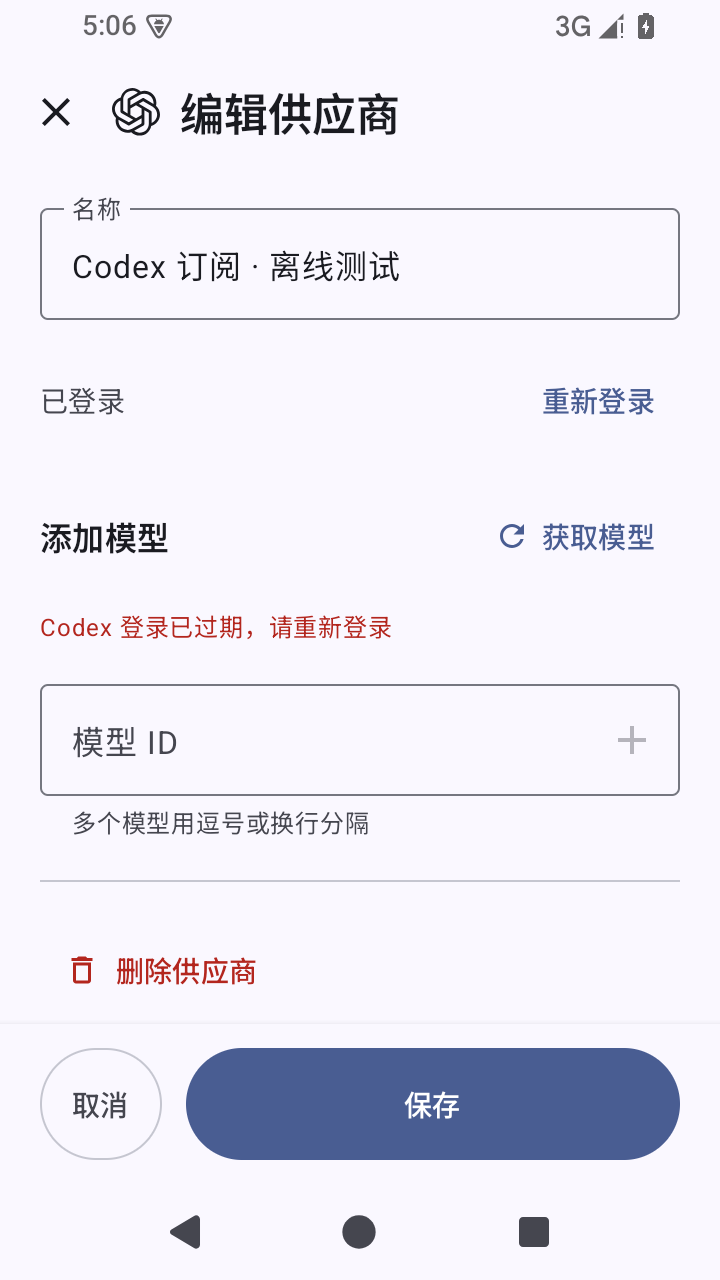 5:06
3G
编辑供应商
名称
Codex 订阅 · 离线测试
已登录
重新登录
添加模型
获取模型
Codex 登录已过期，请重新登录
模型 ID
多个模型用逗号或换行分隔
删除供应商
取消
保存